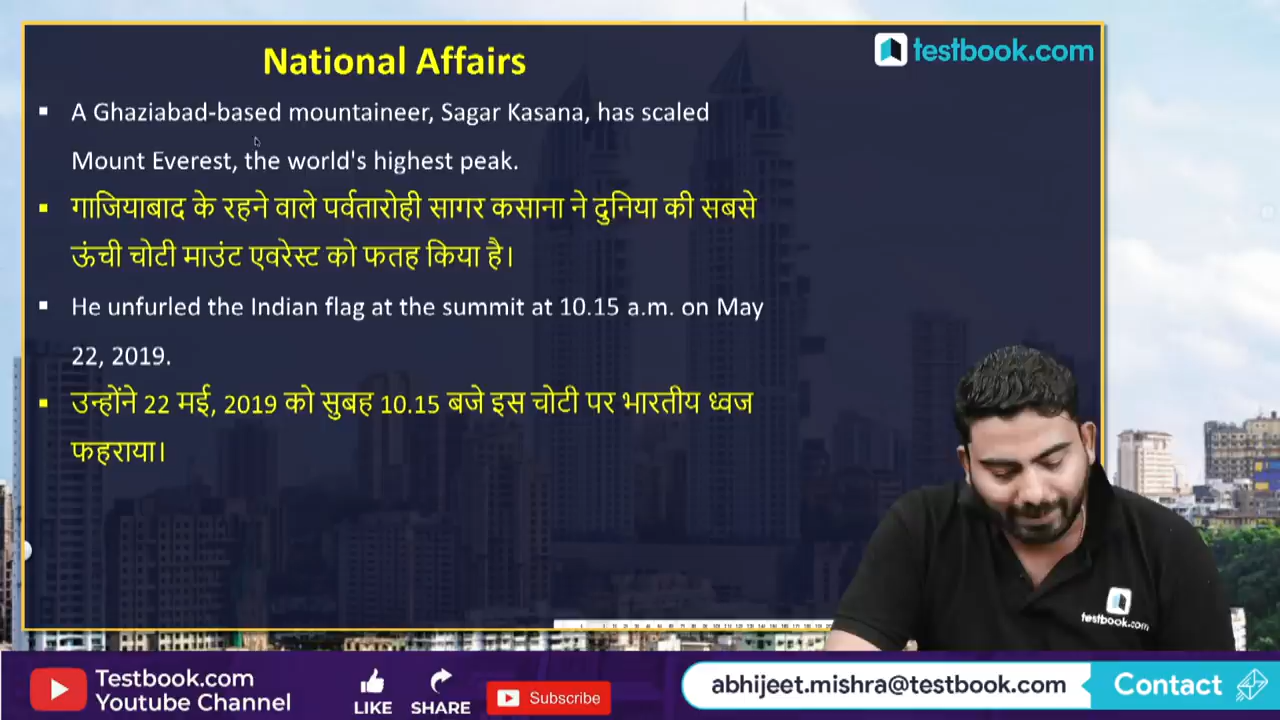 National Affairs
testbook.com
▪ A Ghaziabad-based mountaineer, Sagar Kasana, has scaled
Mount Everest, the world's highest peak.
▪ गाजियाबाद के रहने वाले पर्वतारोही सागर कसाना ने दुनिया की सबसे
ऊंची चोटी माउंट एवरेस्ट को फतह किया है।
▪ He unfurled the Indian flag at the summit at 10.15 a.m. on May
22, 2019.
▪ उन्होंने 22 मई, 2019 को सुबह 10.15 बजे इस चोटी पर भारतीय ध्वज
फहराया।
testbook.com
Testbook.com
Youtube Channel
LIKE
SHARE
Subscribe
abhijeet.mishra@testbook.com
Contact